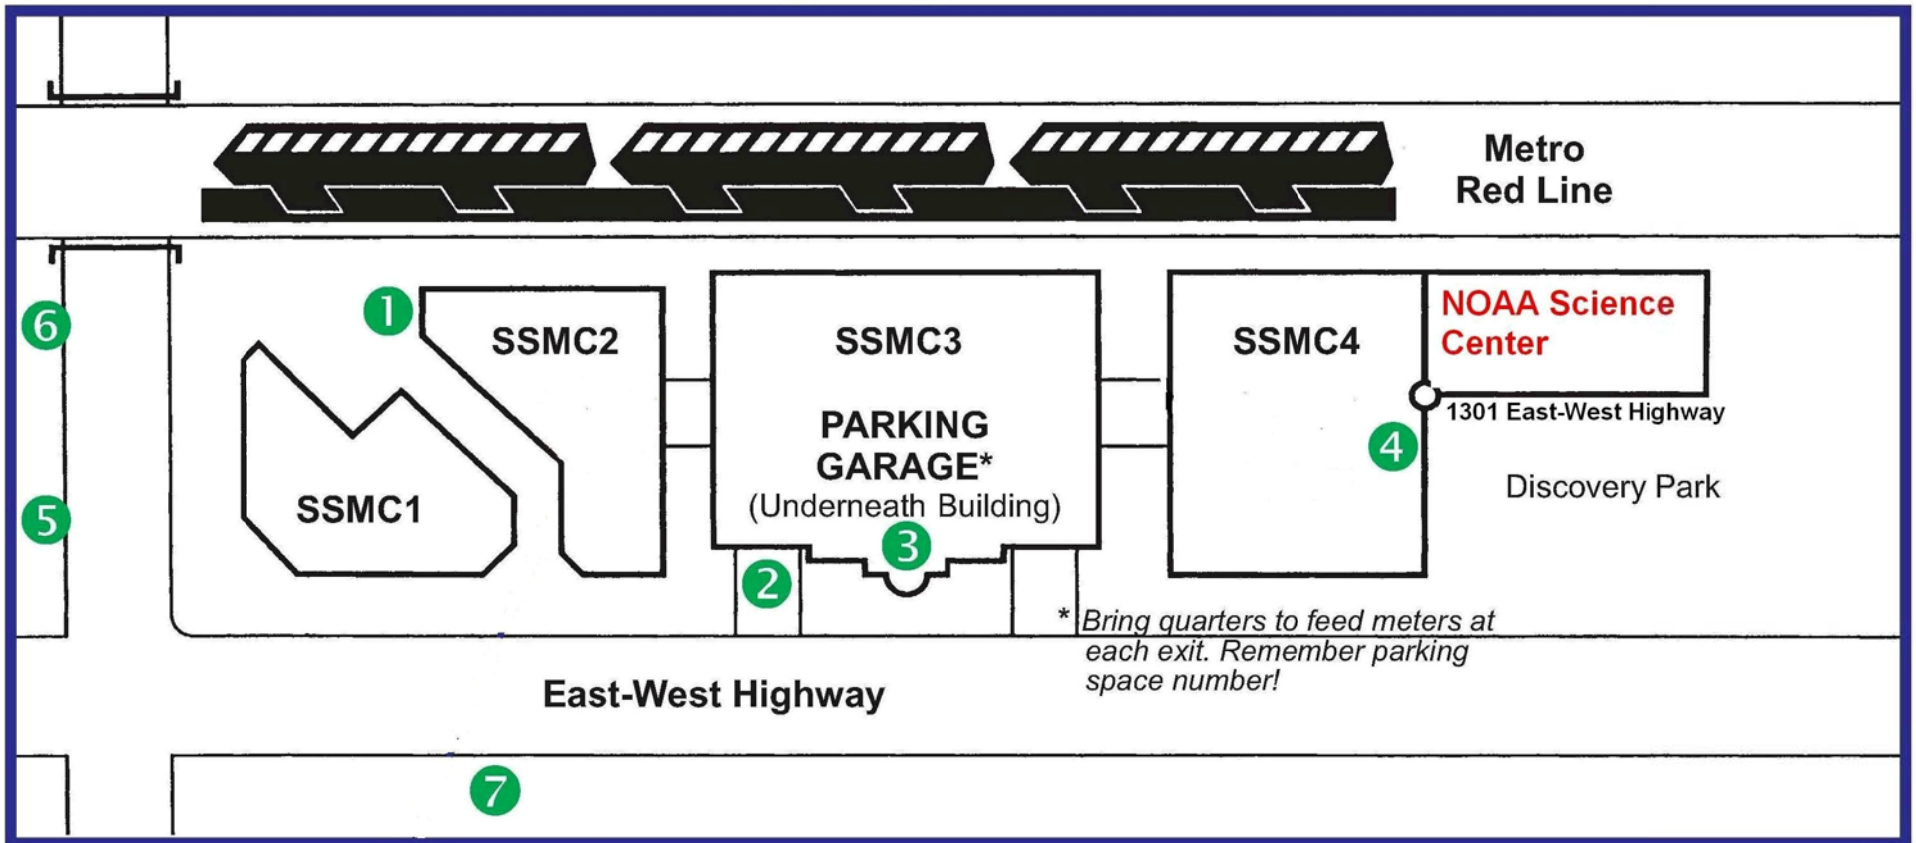 Metro
Red Line
6
1
SSMC2
SSMC3
SSMC4
NOAA Science
Center
PARKING
GARAGE*
(Underneath Building)
1301 East-West Highway
4
Discovery Park
5
SSMC1
3
2
* Bring quarters to feed meters at
each exit. Remember parking
space number!
East-West Highway
7